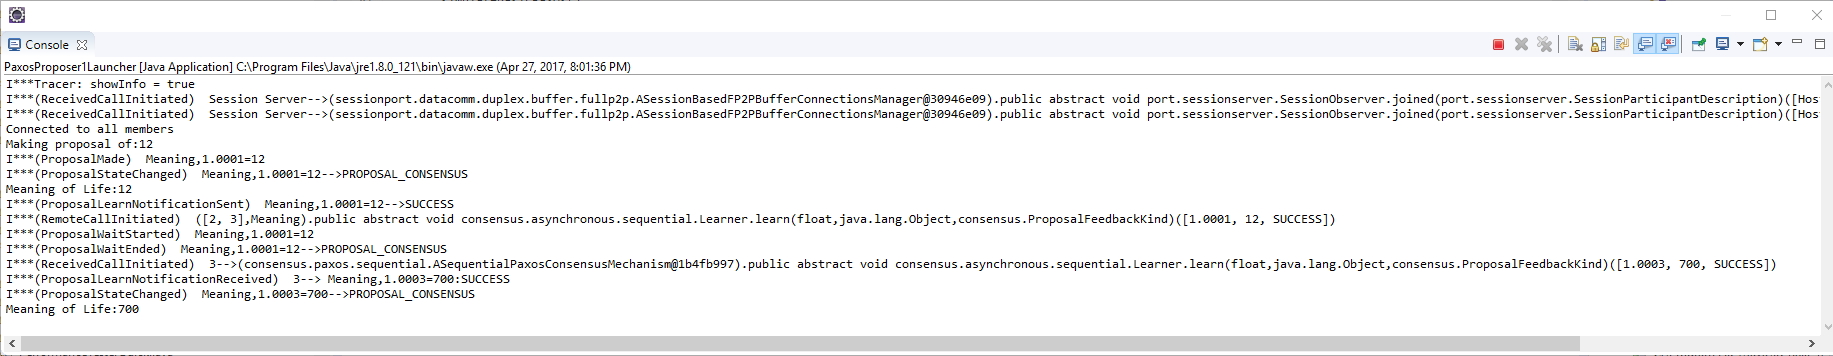 Console
PaxosProposer1Launcher [Java Application] C:\Program Files\Java\jre1.8.0_121\bin\javaw.exe (Apr 27, 2017, 8:01:36 PM)
I***Tracer: showInfo = true
I***(ReceivedCallInitiated)  Session Server-->(sessionport.datacomm.duplex.buffer.fullp2p.ASessionBasedFP2PBufferConnectionsManager@30946e09).public abstract void port.sessionserver.SessionObserver.joined(port.sessionserver.SessionParticipantDescription)([Hos
I***(ReceivedCallInitiated)  Session Server-->(sessionport.datacomm.duplex.buffer.fullp2p.ASessionBasedFP2PBufferConnectionsManager@30946e09).public abstract void port.sessionserver.SessionObserver.joined(port.sessionserver.SessionParticipantDescription)([Hos
Connected to all members
Making proposal of:12
I***(ProposalMade)  Meaning,1.0001=12
I***(ProposalStateChanged)  Meaning,1.0001=12-->PROPOSAL_CONSENSUS
Meaning of Life:12
I***(ProposalLearnNotificationSent)  Meaning,1.0001=12-->SUCCESS
I***(RemoteCallInitiated)  ([2, 3],Meaning).public abstract void consensus.asynchronous.sequential.Learner.learn(float,java.lang.Object,consensus.ProposalFeedbackKind)([1.0001, 12, SUCCESS])
I***(ProposalWaitStarted)  Meaning,1.0001=12
I***(ProposalWaitEnded)  Meaning,1.0001=12-->PROPOSAL_CONSENSUS
I***(ReceivedCallInitiated)  3-->(consensus.paxos.sequential.ASequentialPaxosConsensusMechanism@1b4fb997).public abstract void consensus.asynchronous.sequential.Learner.learn(float,java.lang.Object,consensus.ProposalFeedbackKind)([1.0003, 700, SUCCESS])
I***(ProposalLearnNotificationReceived)  3--> Meaning,1.0003=700:SUCCESS
I***(ProposalStateChanged)  Meaning,1.0003=700-->PROPOSAL_CONSENSUS
Meaning of Life:700